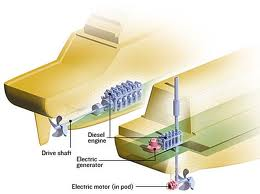 Diesel
engine
Drive shaft
Electric
generator
Electric motor (in pod)